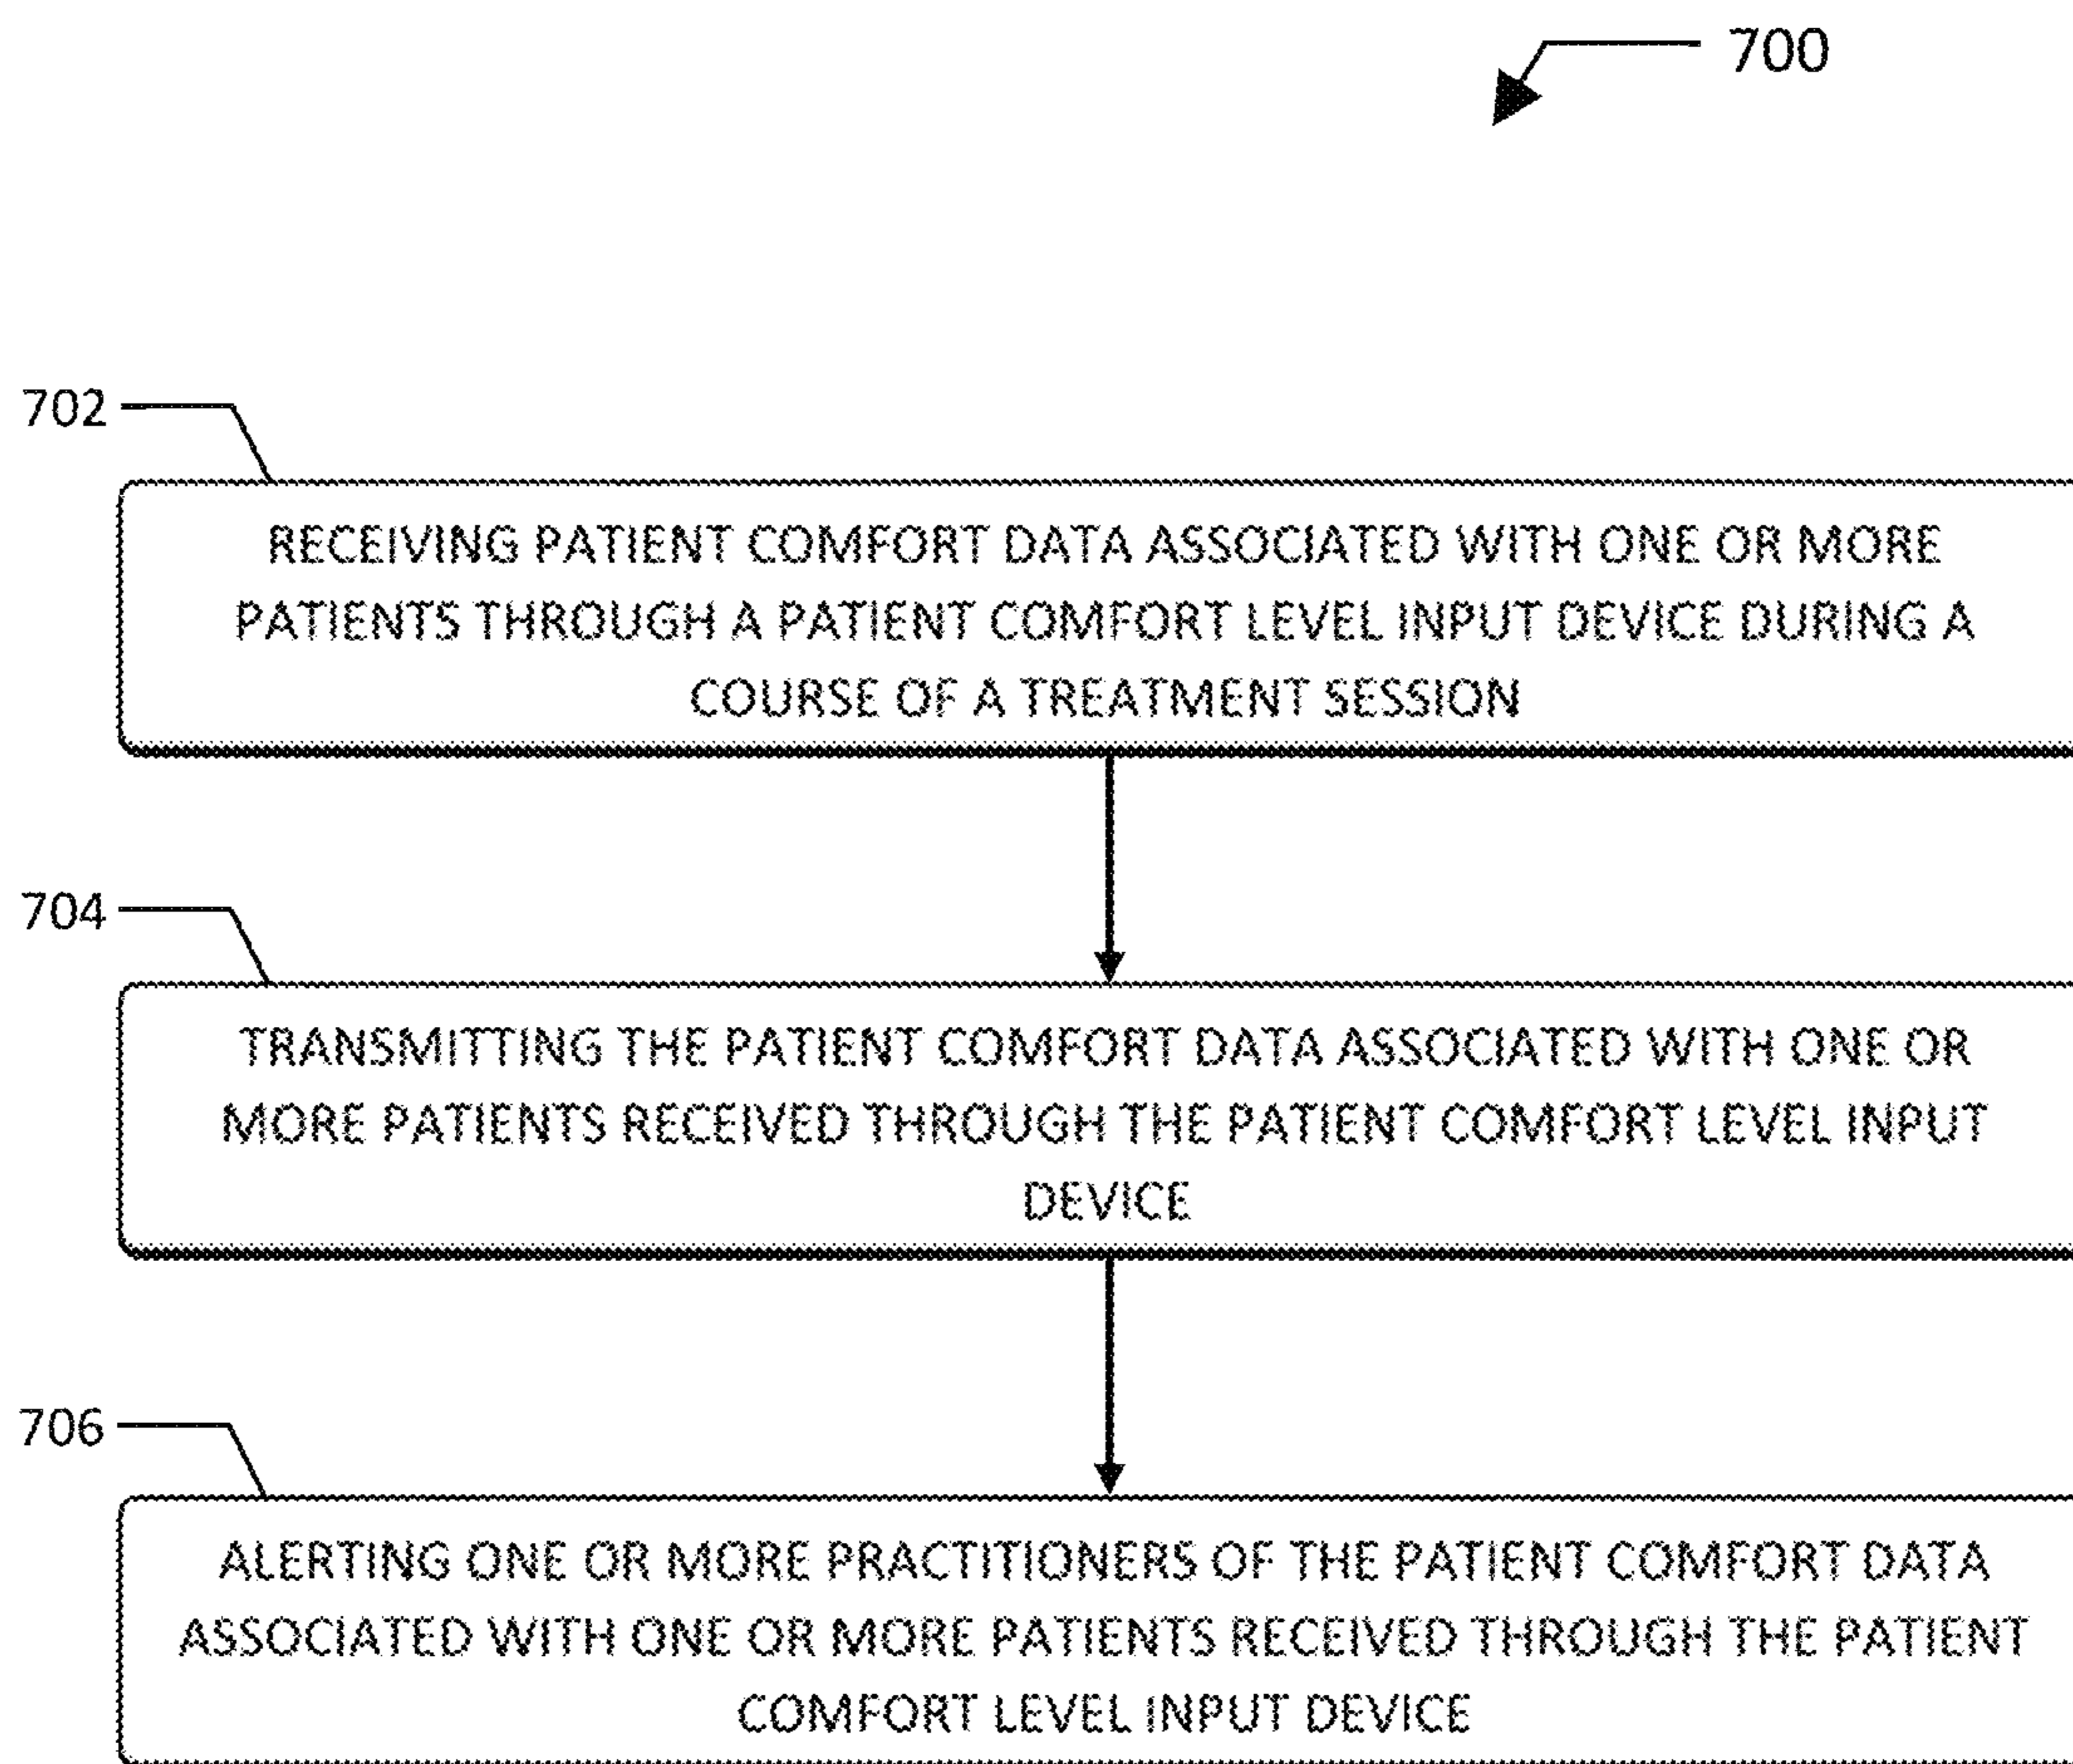 700
702
RECEIVING PATIENT COMFORT DATA ASSOCIATED WITH ONE OR MORE
PATIENTS THROUGH A PATIENT COMFORT LEVEL INPUT DEVICE DURING A
COURSE OF A TREATMENT SESSION
704
TRANSMITTING THE PATIENT COMFORT DATA ASSOCIATED WITH ONE OR
MORE PATIENTS RECEIVED THROUGH THE PATIENT COMFORT LEVEL INPUT
DEVICE
706
ALERTING ONE OR MORE PRACTITIONERS OF THE PATIENT COMFORT DATA
ASSOCIATED WITH ONE OR MORE PATIENTS RECEIVED THROUGH THE PATIENT
COMFORT LEVEL INPUT DEVICE